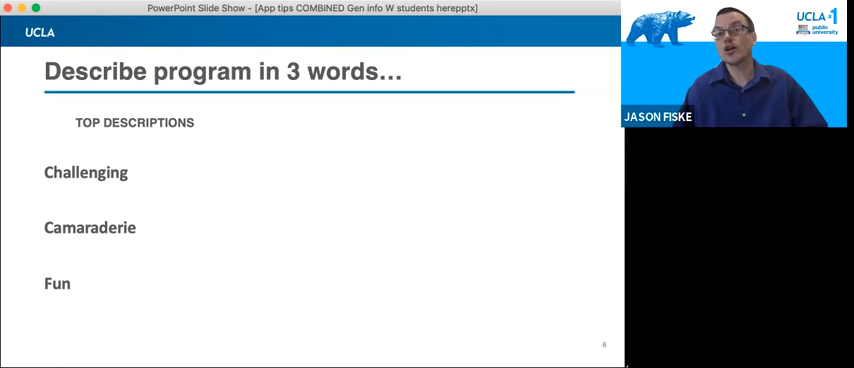 PowerPoint Slide Show - [App tips COMBINED Gen info W students herepptx]
UCLA
Describe program in 3 words…
TOP DESCRIPTIONS
Challenging
Camaraderie
Fun
6
UCLA #1
public
university
JASON FISKE